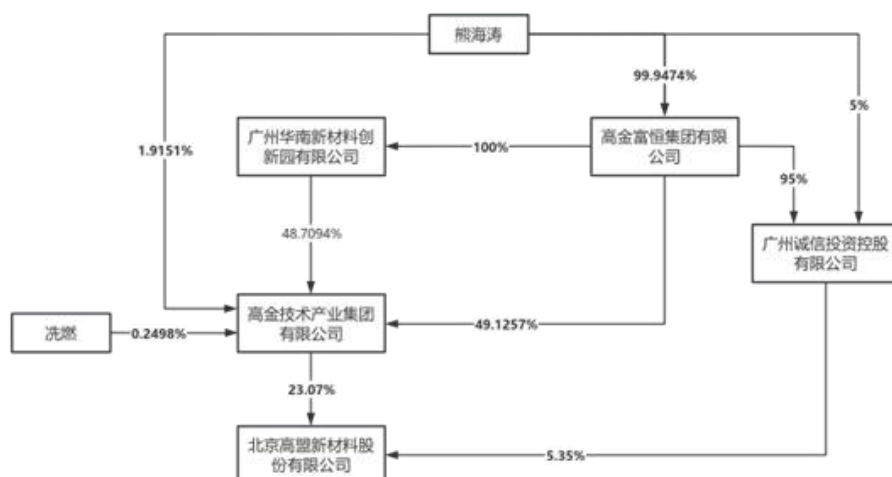 熊海涛
99.9474%
5%
广州华南新材料创
新园有限公司
高金富恒集团有限
公司
1.9151%
100%
95%
48.7094%
广州诚信投资控股
有限公司
高金技术产业集团
有限公司
冼燃
0.2498%
49.1257%
23.07%
北京高盟新材料股
份有限公司
5.35%